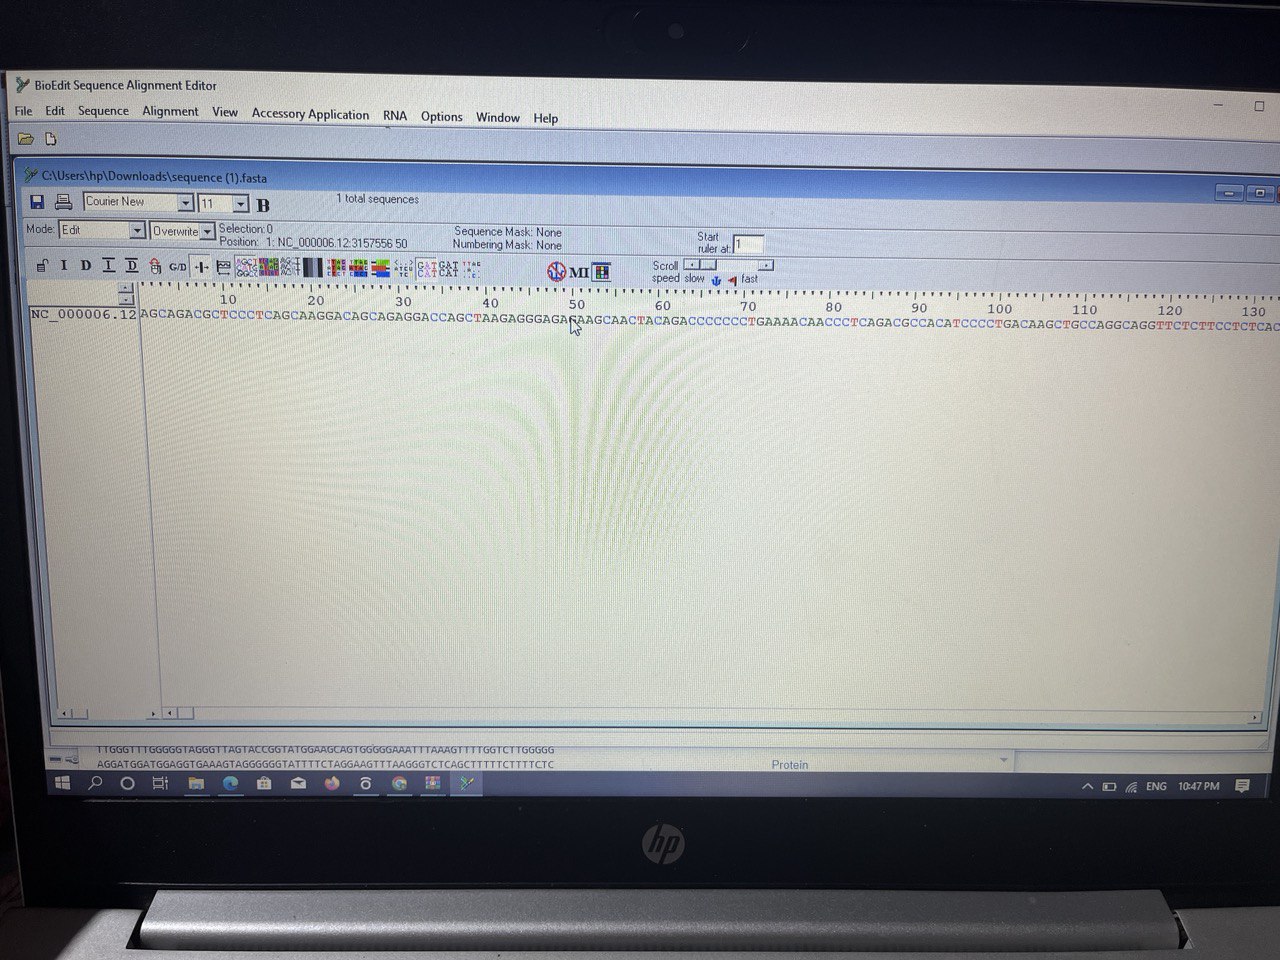 BioEdit Sequence Alignment Editor
File Edit Sequence Alignment View Accessory Application RNA Options Window Help
C:\Users\hp\Downloads\sequence (1).fasta
Courier New 11 B 1 total sequences
Mode: Edit Overwrite Selection:0 Sequence Mask: None Start
Position: 1: NC_000006.12:3157556 50 Numbering Mask: None ruler at: 1
I D I D G/D MI Scroll
speed slow fast
10 20 30 40 50 60 70 80 90 100 110 120 130
NC_000006.12 AGCAGACGCTCCCTCAGCAAGGACAGCAGAGGACCAGCTAAGAGGGAGAGAAGCAACTACAGACCCCCCCTGAAAACAACCCTCAGACGCCACATCCCCTGACAAGCTGCCAGGCAGGTTCTCTTCCTCTCAC
TTGGGTTTGGGGGTAGGGTTAGTACCGGTATGGAAGCAGTGGGGGAAATTTAAAGTTTTGGTCTTGGGGG
AGGATGGATGGAGGTGAAAGTAGGGGGGTATTTTCTAGGAAGTTTAAGGGTCTCAGCTTTTTCTTTTCTC
Protein
ENG 10:47 PM
hp